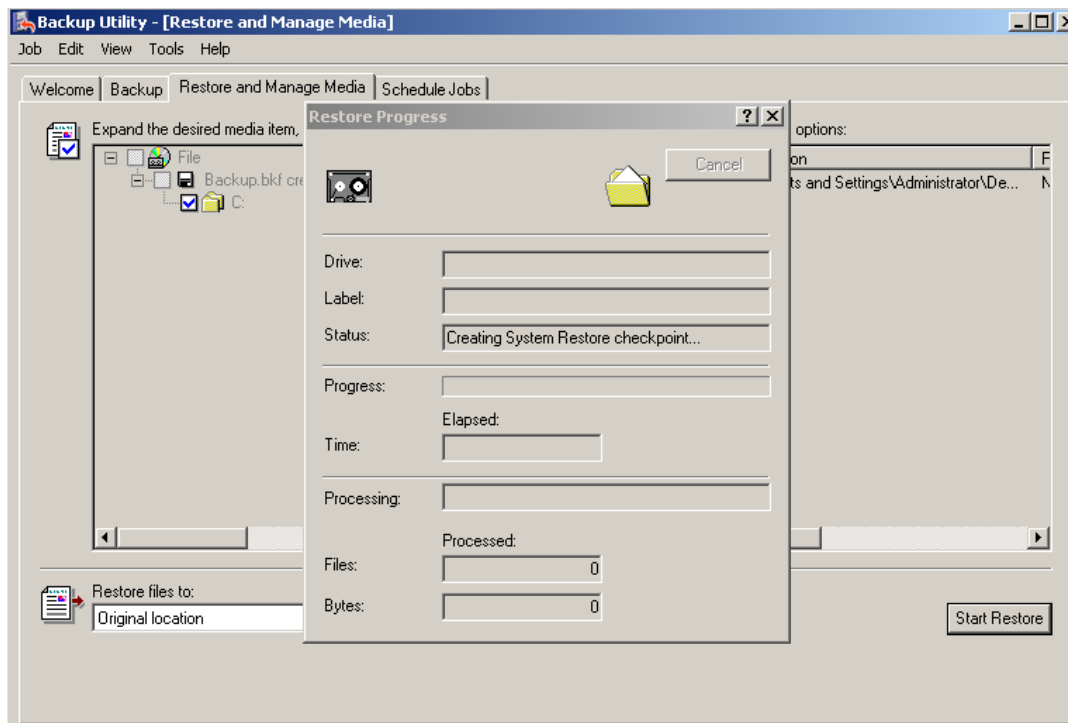 Backup Utility - [Restore and Manage Media]
Job Edit View Tools Help
Welcome Backup Restore and Manage Media Schedule Jobs
Expand the desired media item,
options:
File
Backup.bkf cre
C:
on F
ts and Settings\Administrator\De... N
Restore Progress
Cancel
Drive:
Label:
Status: Creating System Restore checkpoint...
Progress:
Elapsed:
Time:
Processing:
Processed:
Files: 0
Bytes: 0
Restore files to:
Original location
Start Restore